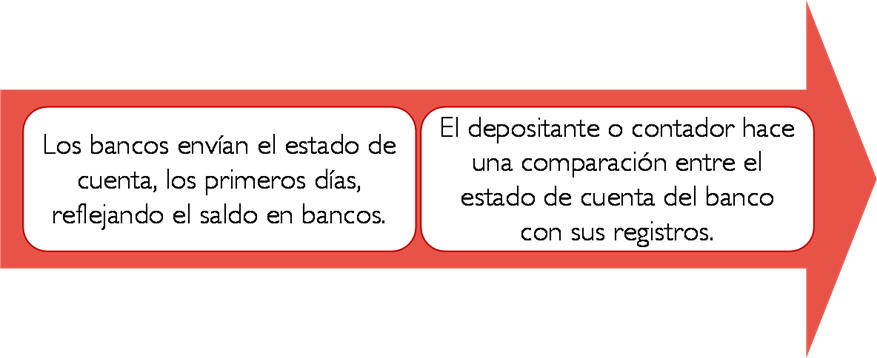 Los bancos envían el estado de
cuenta, los primeros días,
reflejando el saldo en bancos.
El depositante o contador hace
una comparación entre el
estado de cuenta del banco
con sus registros.